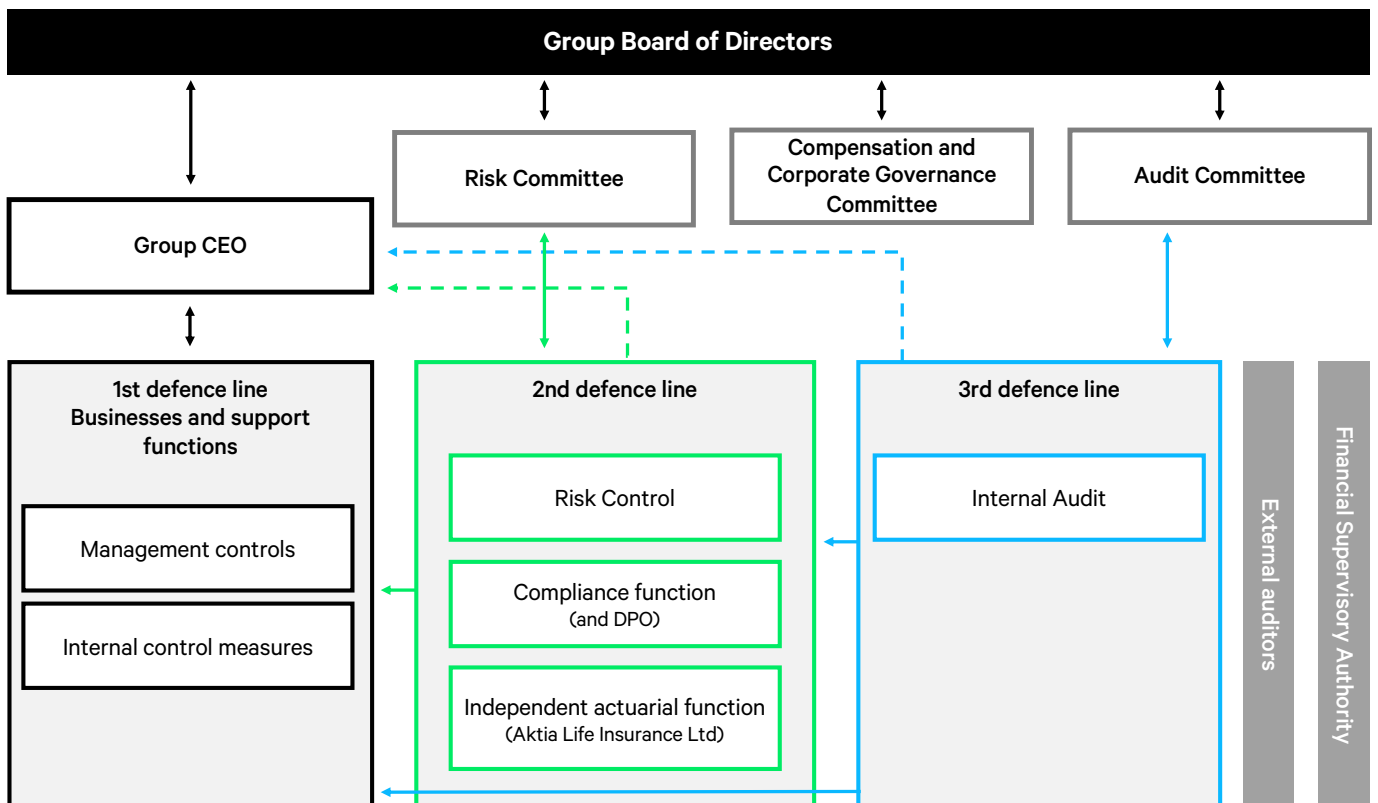 Group Board of Directors
Risk Committee
Compensation and
Corporate Governance
Committee
Audit Committee
Group CEO
1st defence line
Businesses and support
functions
Management controls
Internal control measures
2nd defence line
Risk Control
Compliance function
(and DPO)
Independent actuarial function
(Aktia Life Insurance Ltd)
3rd defence line
Internal Audit
External auditors
Financial Supervisory Authority